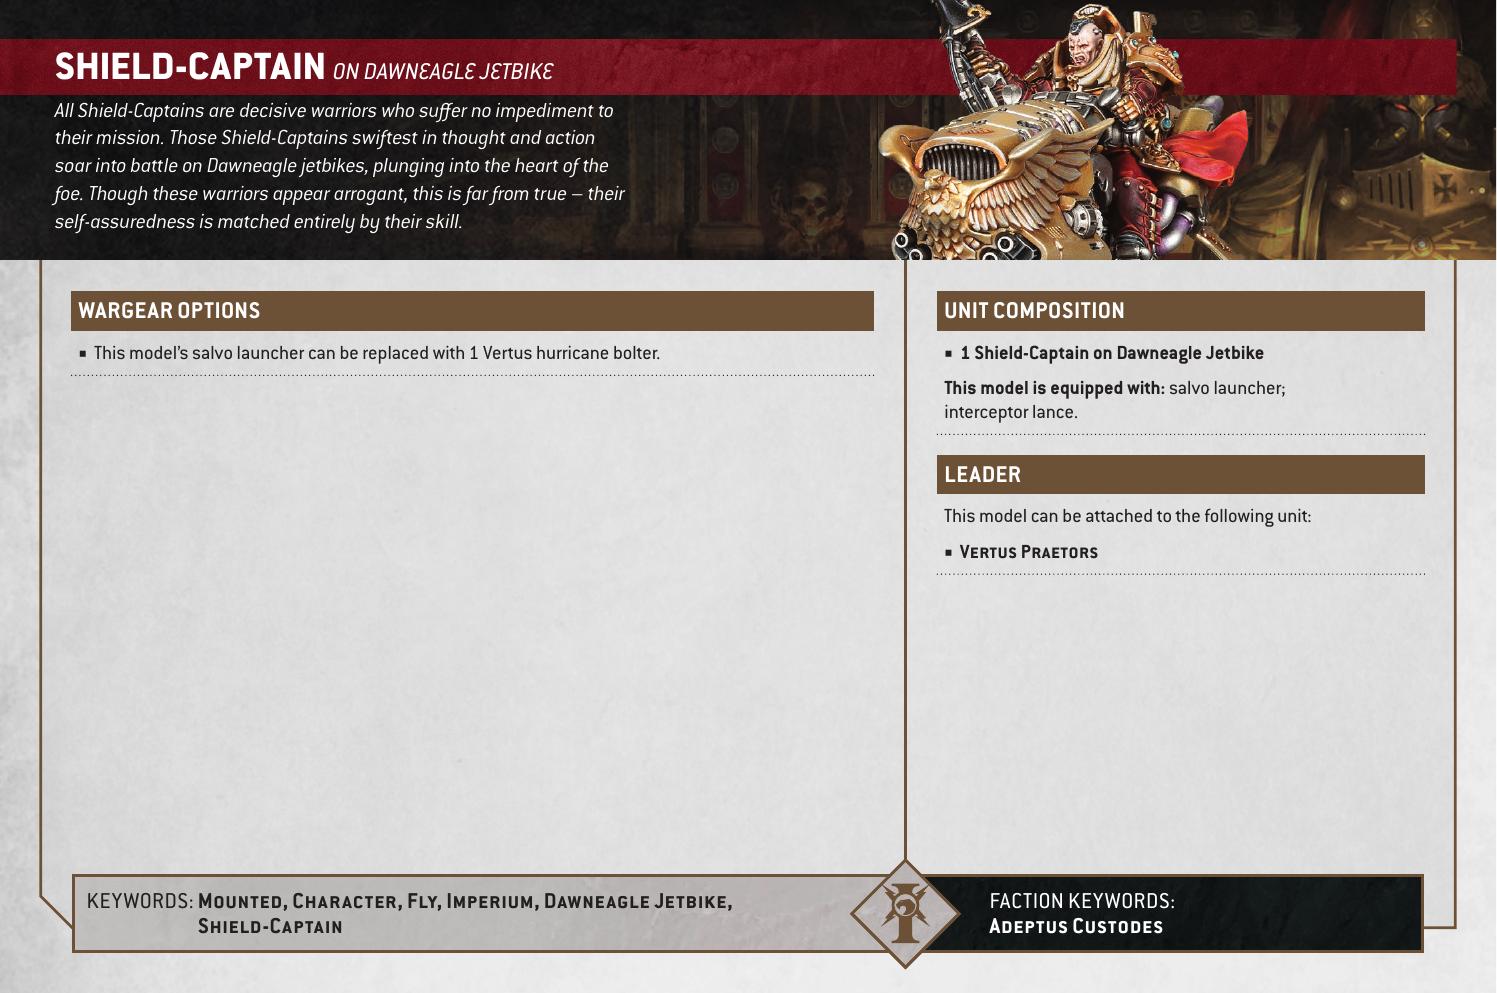 SHIELD-CAPTAIN ON DAWNEAGLE JETBIKE
All Shield-Captains are decisive warriors who suffer no impediment to
their mission. Those Shield-Captains swiftest in thought and action
soar into battle on Dawneagle jetbikes, plunging into the heart of the
foe. Though these warriors appear arrogant, this is far from true – their
self-assuredness is matched entirely by their skill.
WARGEAR OPTIONS
▪ This model’s salvo launcher can be replaced with 1 Vertus hurricane bolter.
UNIT COMPOSITION
▪ 1 Shield-Captain on Dawneagle Jetbike
This model is equipped with: salvo launcher;
interceptor lance.
LEADER
This model can be attached to the following unit:
▪ Vertus Praetors
KEYWORDS: Mounted, Character, Fly, Imperium, Dawneagle Jetbike,
Shield-Captain
FACTION KEYWORDS:
Adeptus Custodes